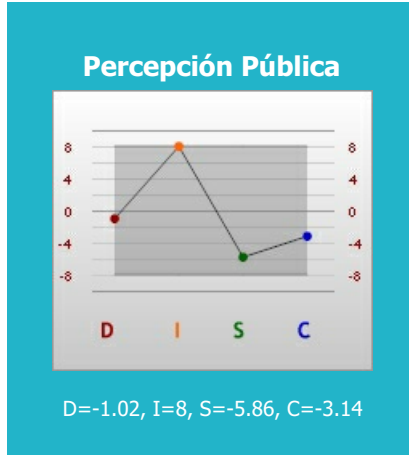 Percepción Pública
8 8
4 4
0 0
-4 -4
-8 -8
D I S C
D=-1.02, I=8, S=-5.86, C=-3.14